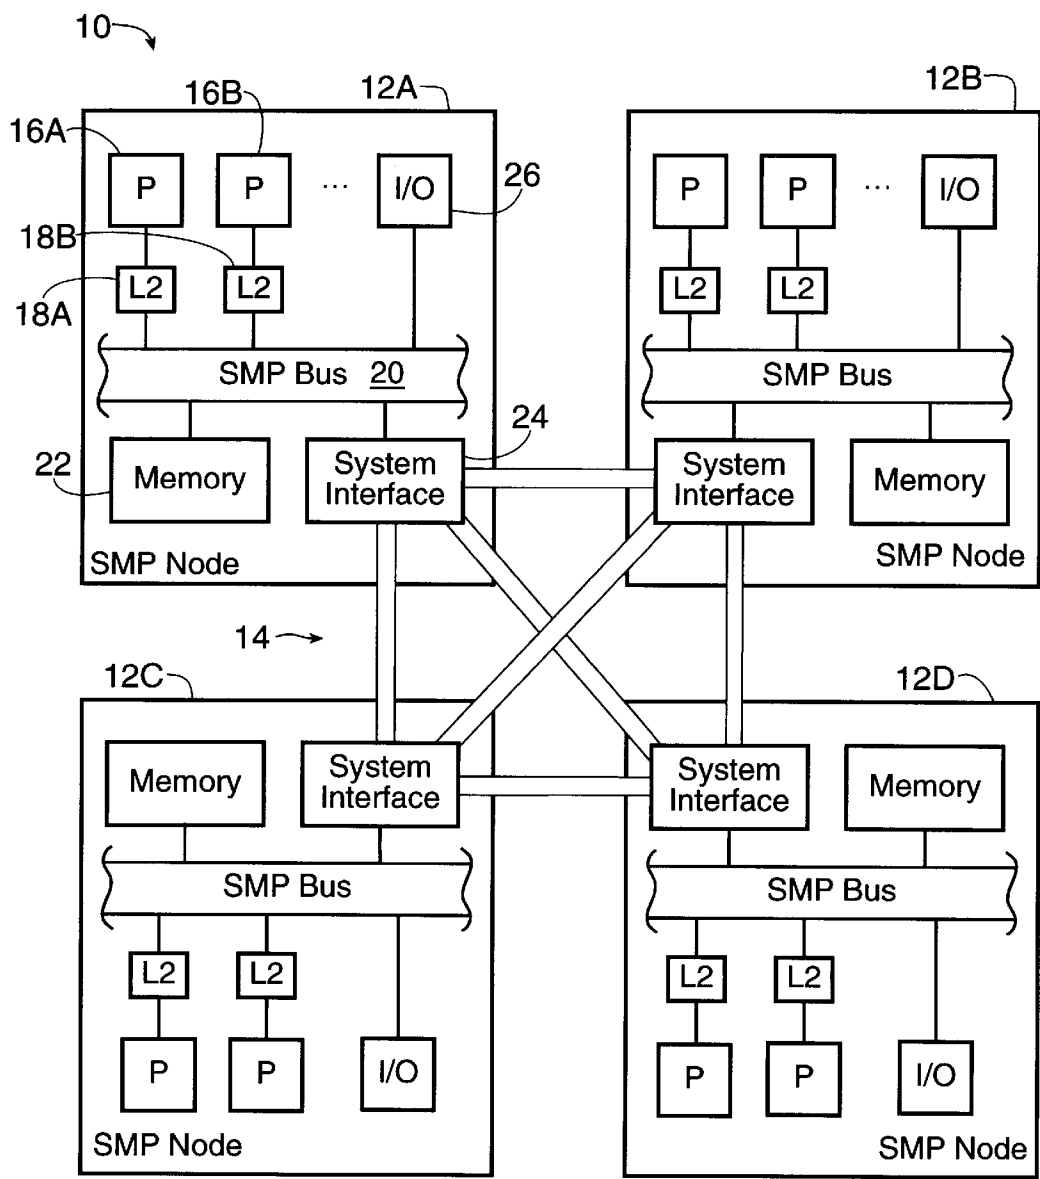 10
12A
16B
16A
P
P
...
I/O
26
18B
L2
L2
18A
SMP Bus 20
24
22
Memory
System
Interface
SMP Node
12B
P
P
...
I/O
L2
L2
SMP Bus
System
Interface
Memory
SMP Node
14
12C
Memory
System
Interface
SMP Bus
L2
L2
P
P
I/O
SMP Node
12D
System
Interface
Memory
SMP Bus
L2
L2
P
P
I/O
SMP Node